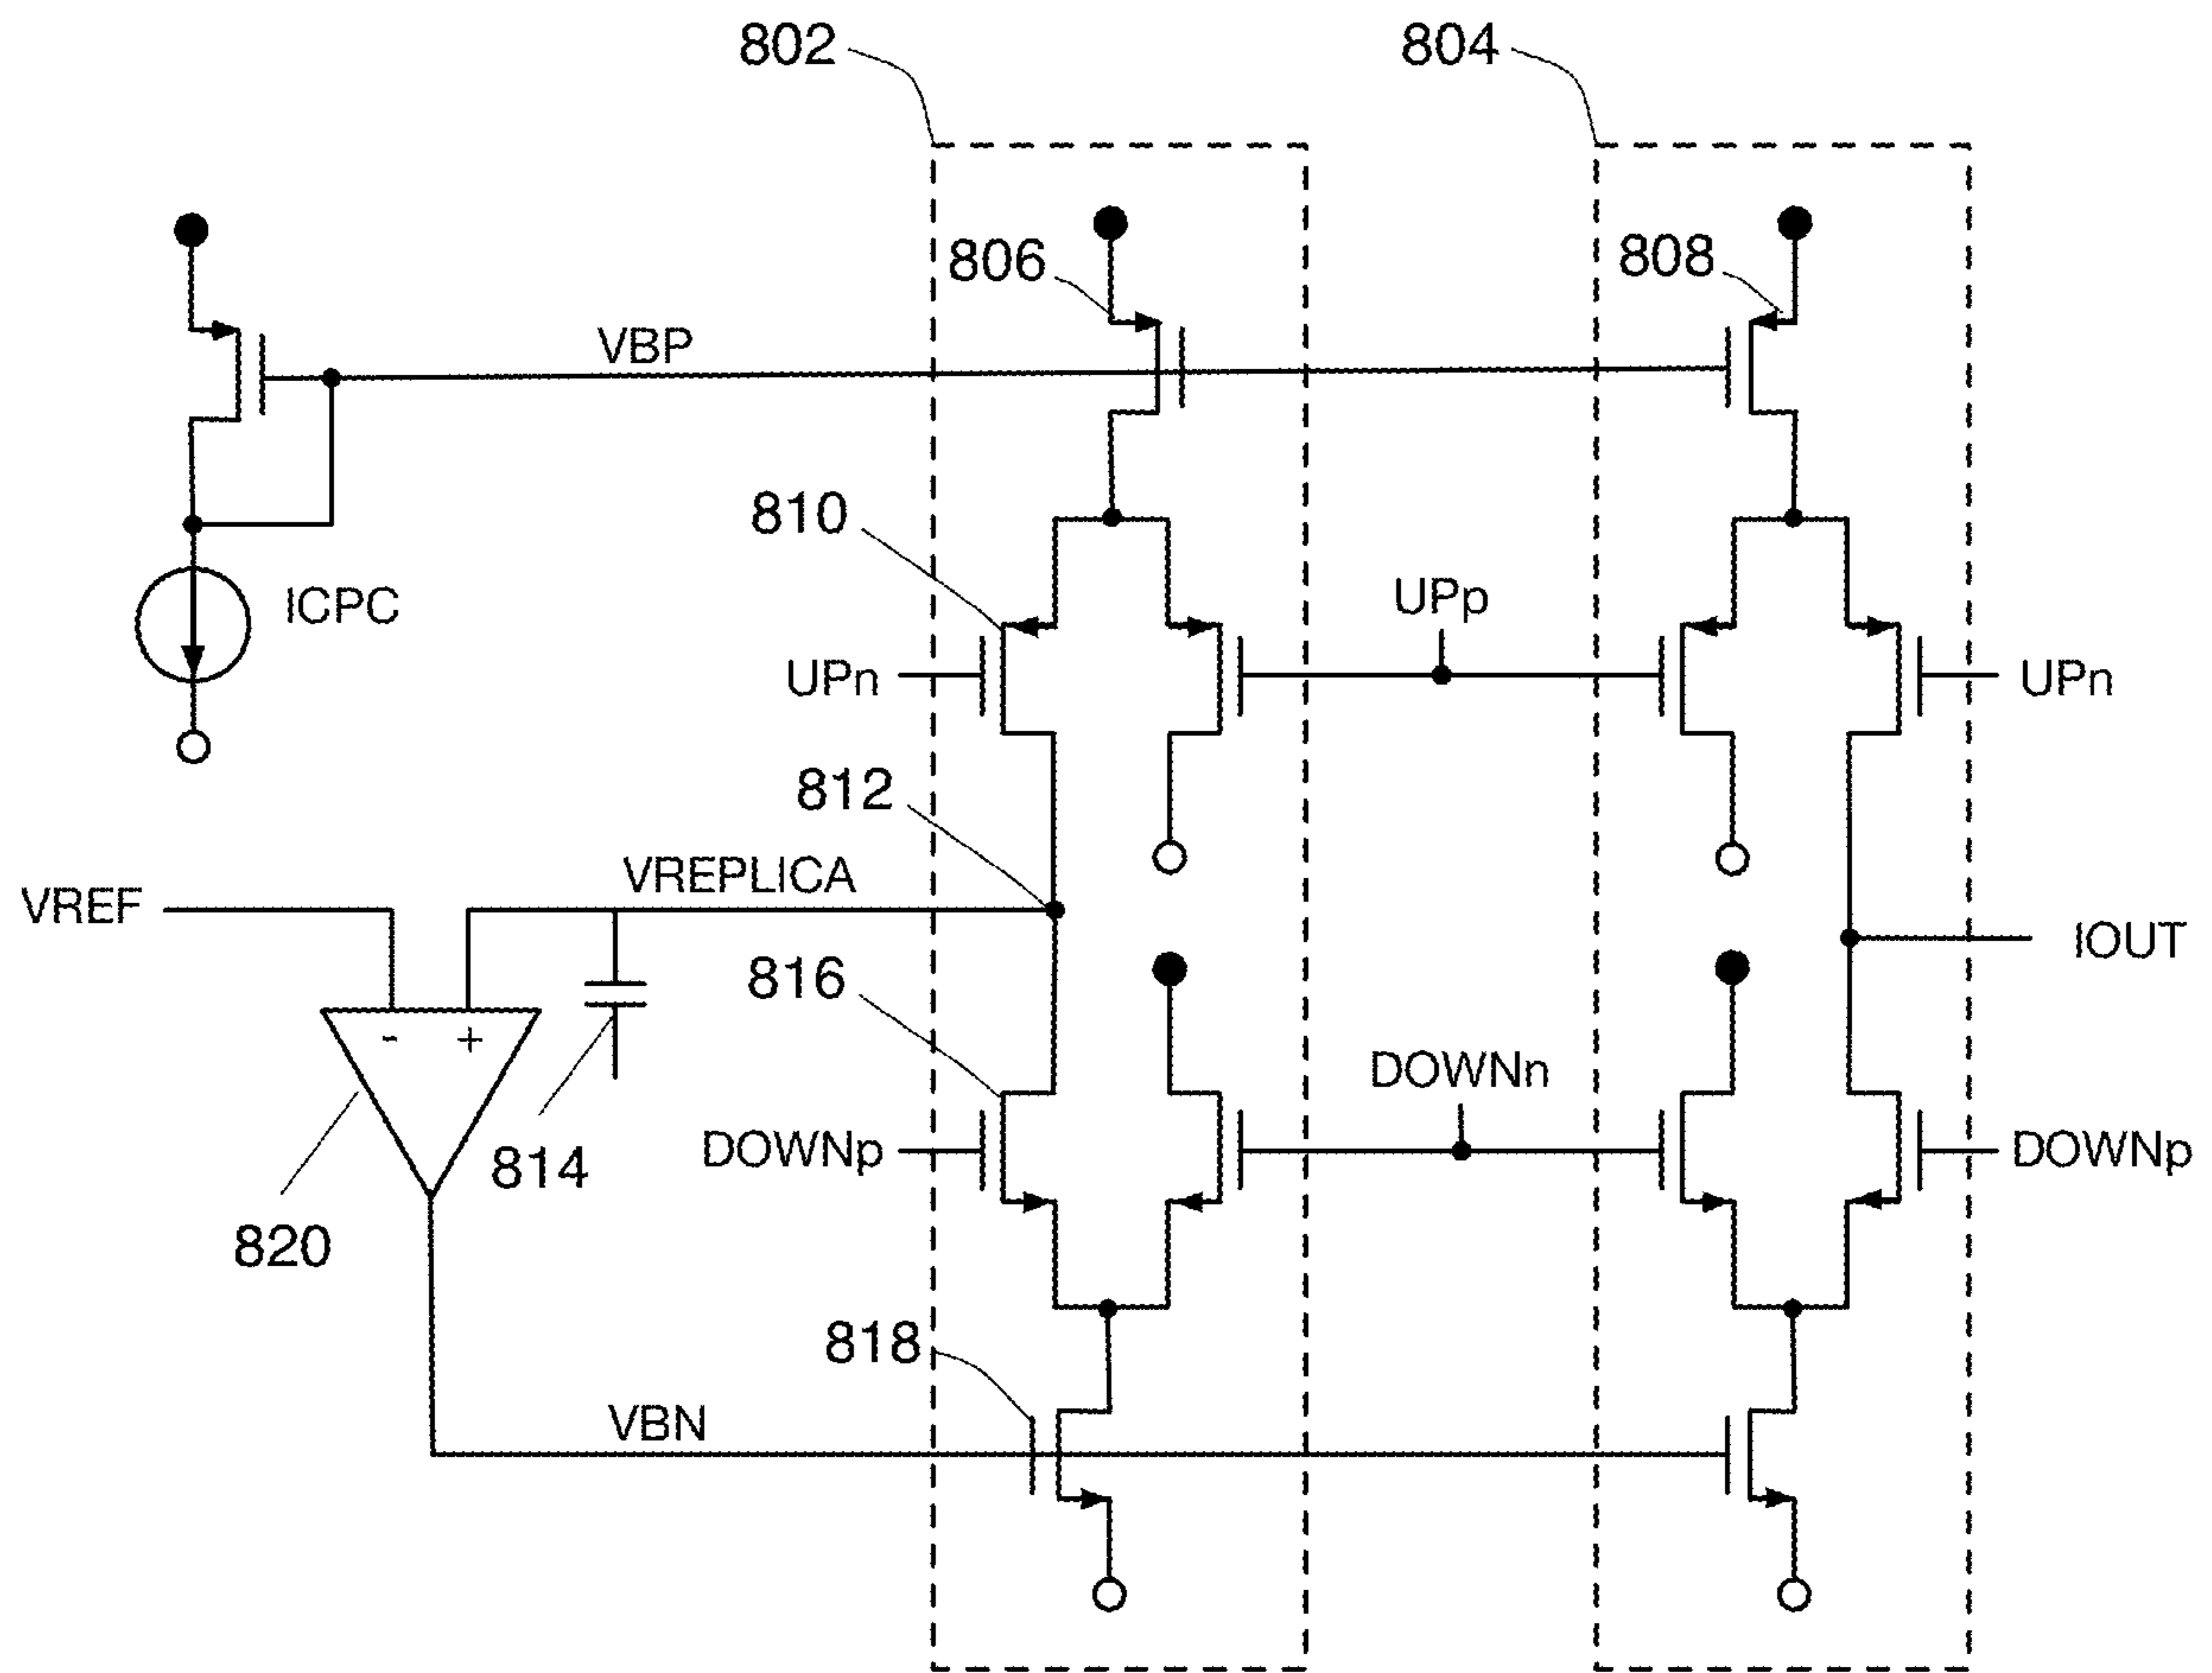 802
804
806
808
VBP
810
ICPC
UPp
UPn
UPn
812
VREPLICA
VREF
IOUT
816
- +
DOWNn
814
DOWNp
DOWNp
820
818
VBN